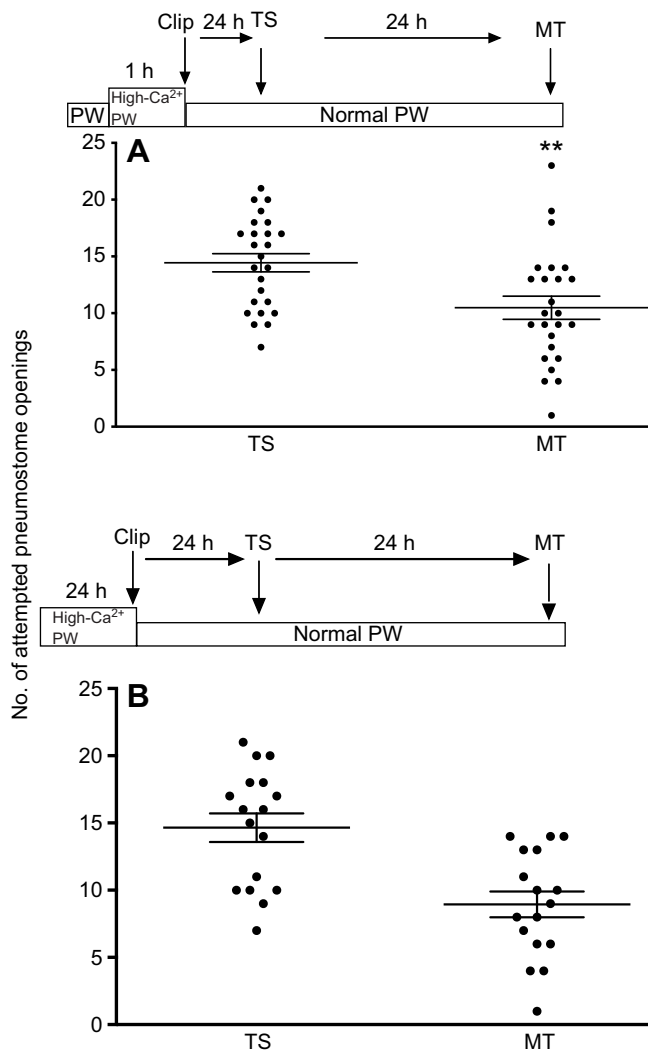 Clip 24 h TS 24 h MT
1 h
High-Ca²⁺
PW PW Normal PW
A
**
25
20
15
10
5
0
TS MT
No. of attempted pneumostome openings
Clip 24 h TS 24 h MT
24 h
High-Ca²⁺
PW Normal PW
B
25
20
15
10
5
0
TS MT